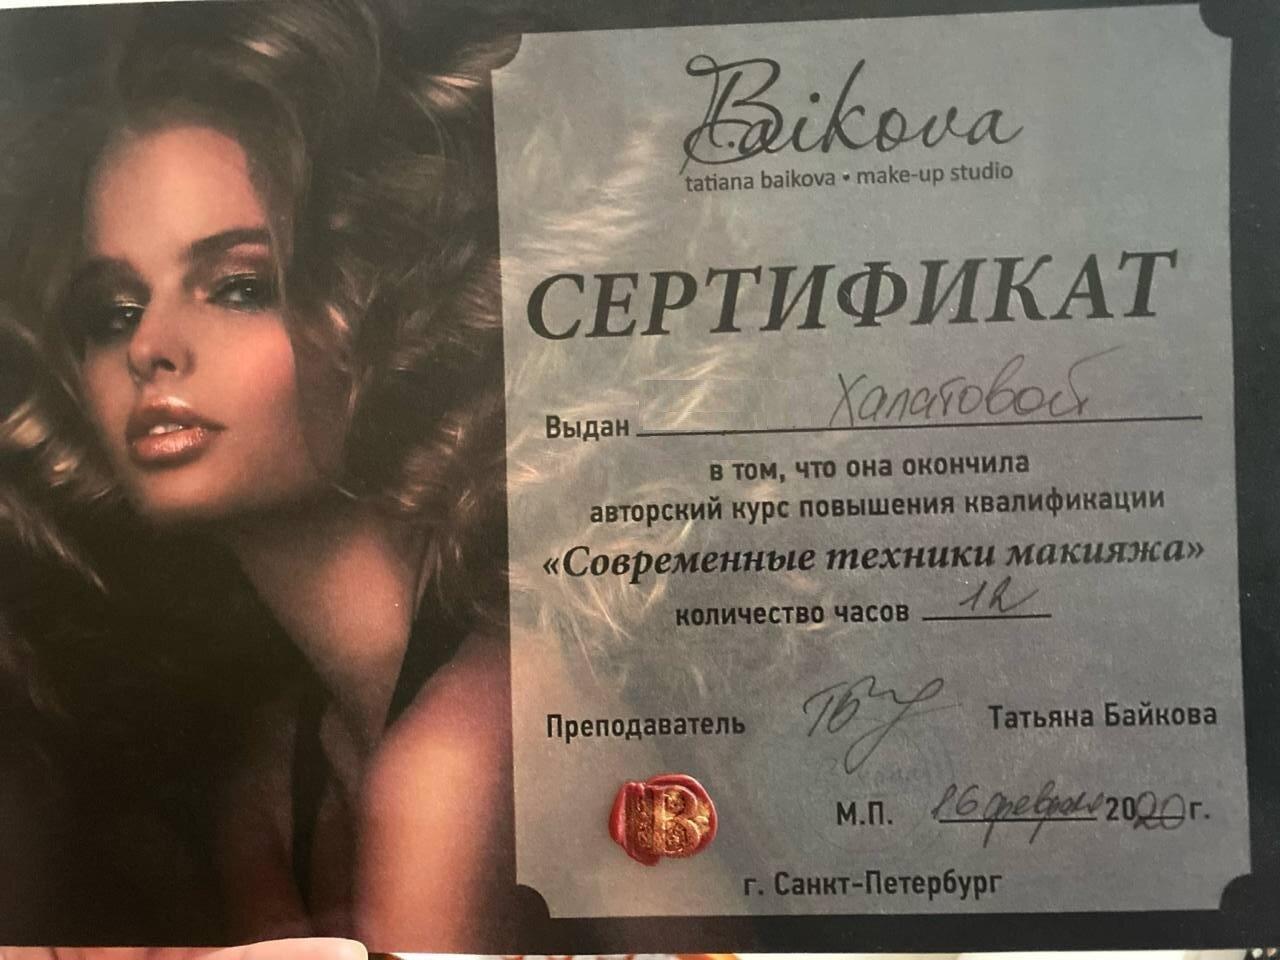 Baikova
tatiana baikova • make-up studio
СЕРТИФИКАТ
Выдан Халатовой
в том, что она окончила
авторский курс повышения квалификации
«Современные техники макияжа»
количество часов 12
Преподаватель Татьяна Байкова
М.П. 16 февраля 2020 г.
г. Санкт-Петербург